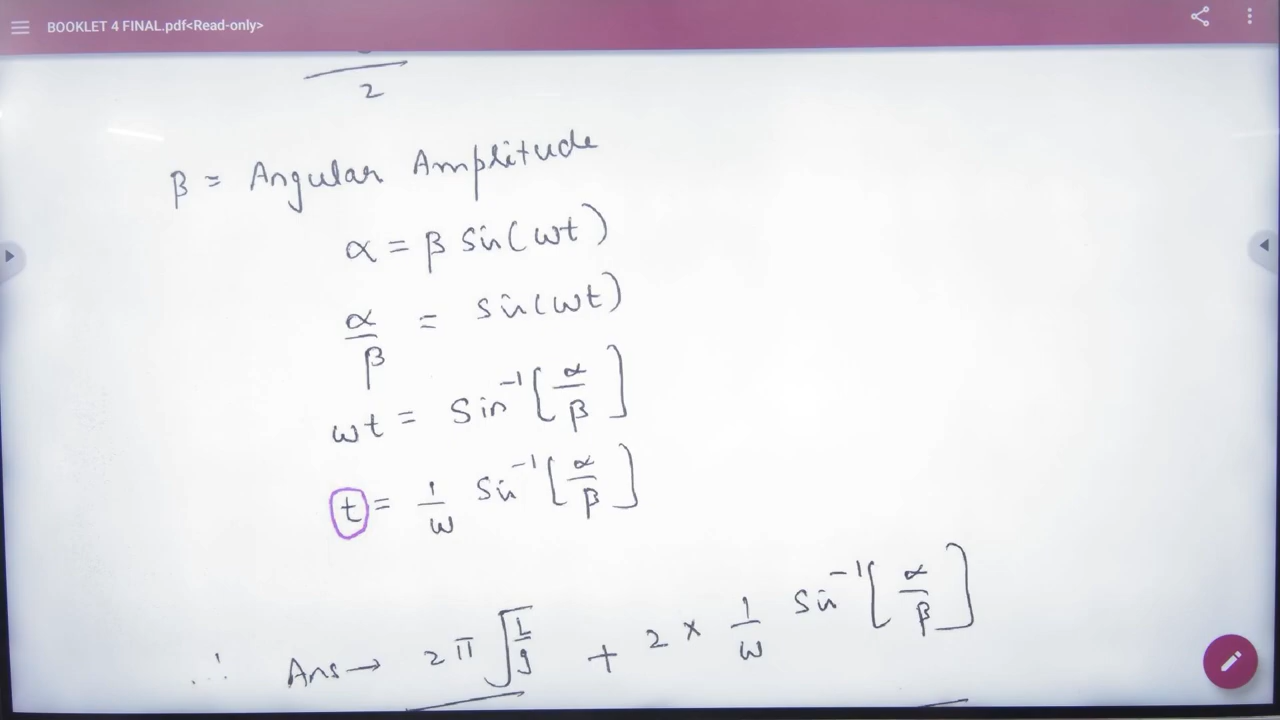 BOOKLET 4 FINAL.pdf<Read-only>
2
β = Angular Amplitude
α = β sin(ωt)
α/β = sin(ωt)
ωt = Sin⁻¹[α/β]
t = 1/ω Sin⁻¹[α/β]
∴ Ans → 2π√(L/g) + 2 × 1/ω Sin⁻¹[α/β]